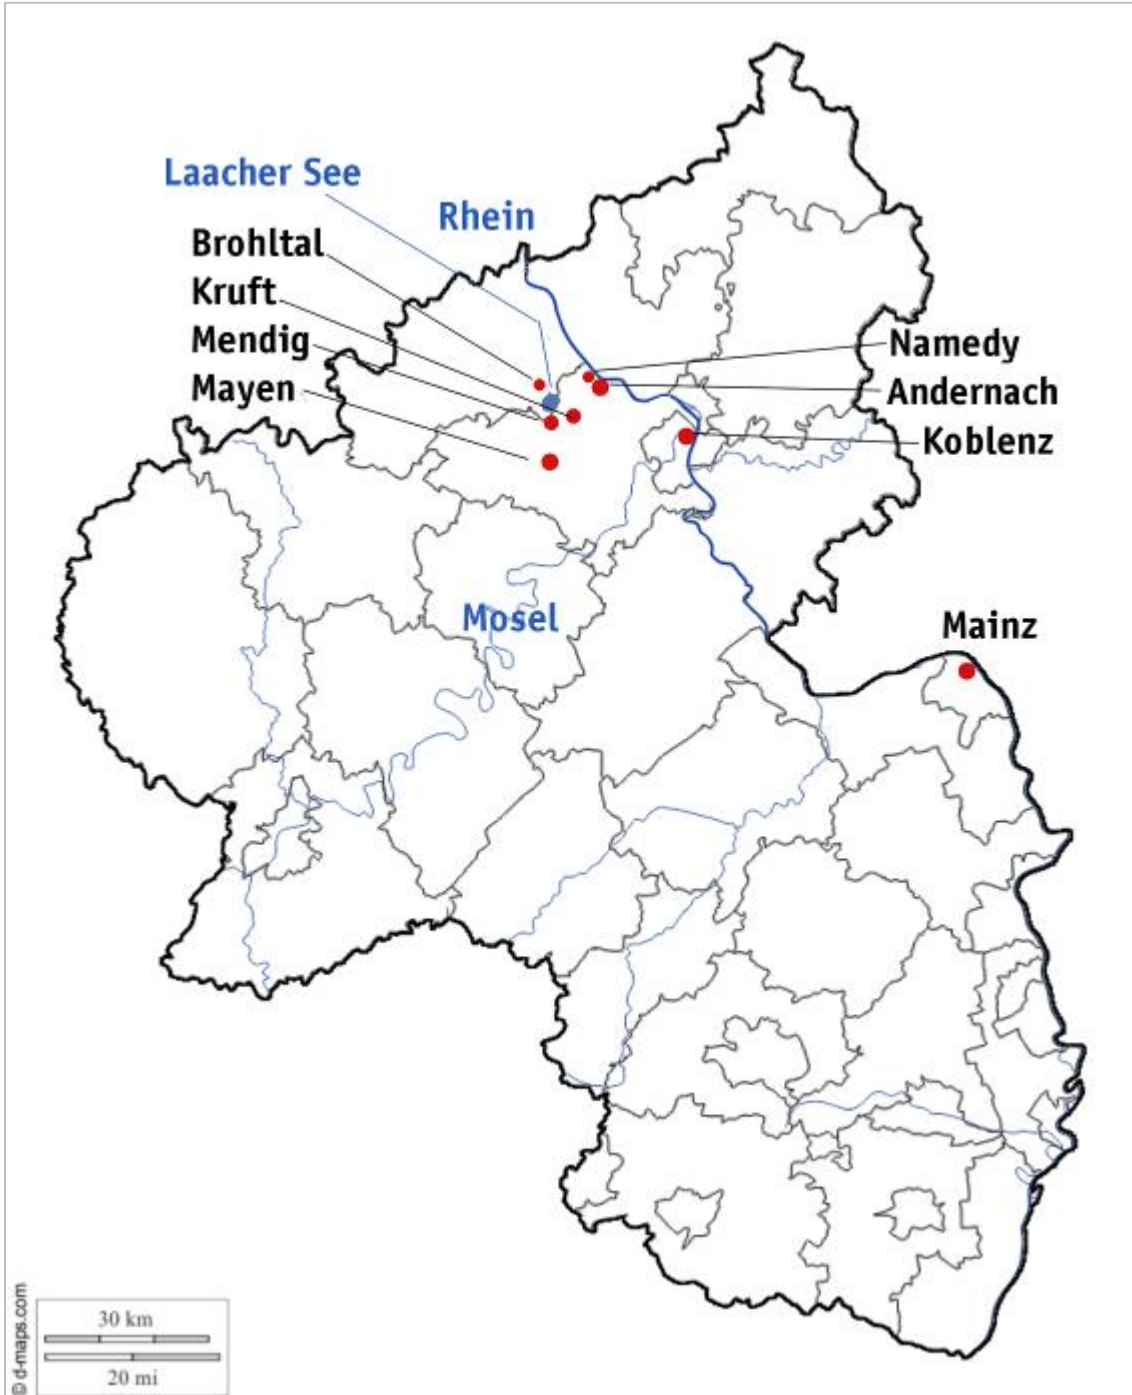 Laacher See
Rhein
Brohltal
Kruft
Mendig
Mayen
Namedy
Andernach
Koblenz
Mosel
Mainz
30 km
20 mi
© d-maps.com